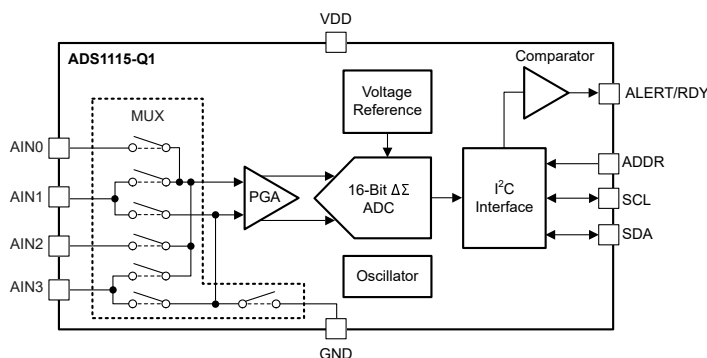 VDD
ADS1115-Q1
Comparator
Voltage
Reference
ALERT/RDY
MUX
AIN0
ADDR
AIN1
PGA
16-Bit ΔΣ
ADC
I²C
Interface
SCL
AIN2
SDA
AIN3
Oscillator
GND